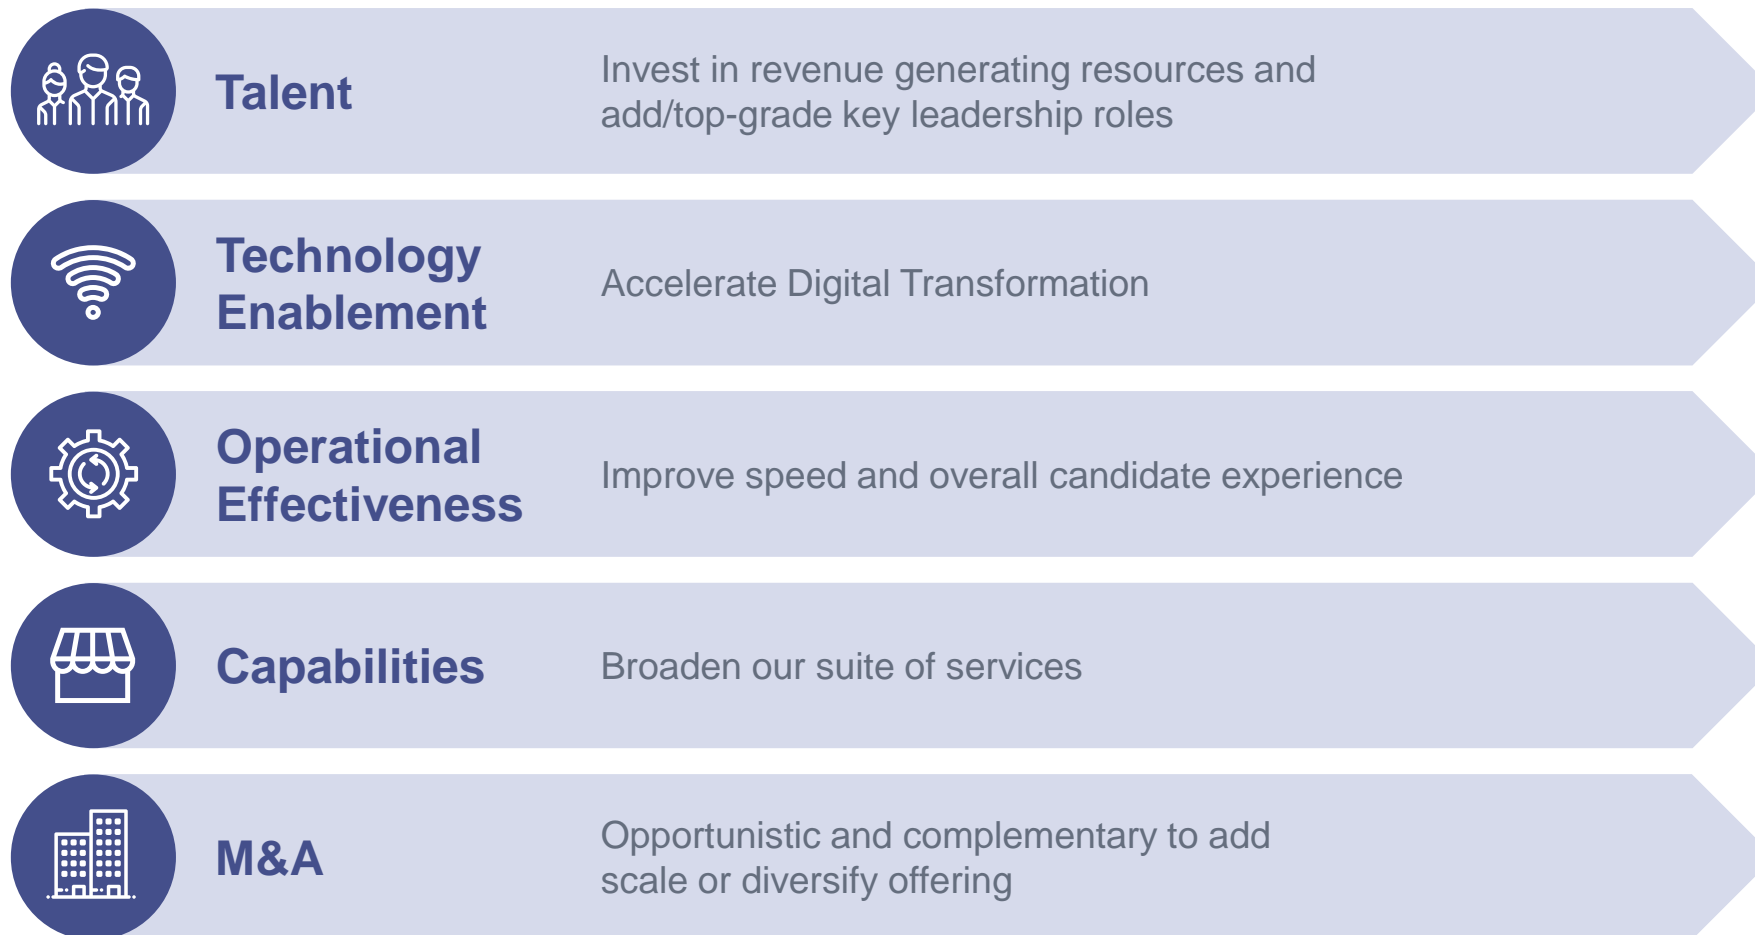 Talent
Invest in revenue generating resources and
add/top-grade key leadership roles
Technology
Enablement
Accelerate Digital Transformation
Operational
Effectiveness
Improve speed and overall candidate experience
Capabilities
Broaden our suite of services
M&A
Opportunistic and complementary to add
scale or diversify offering